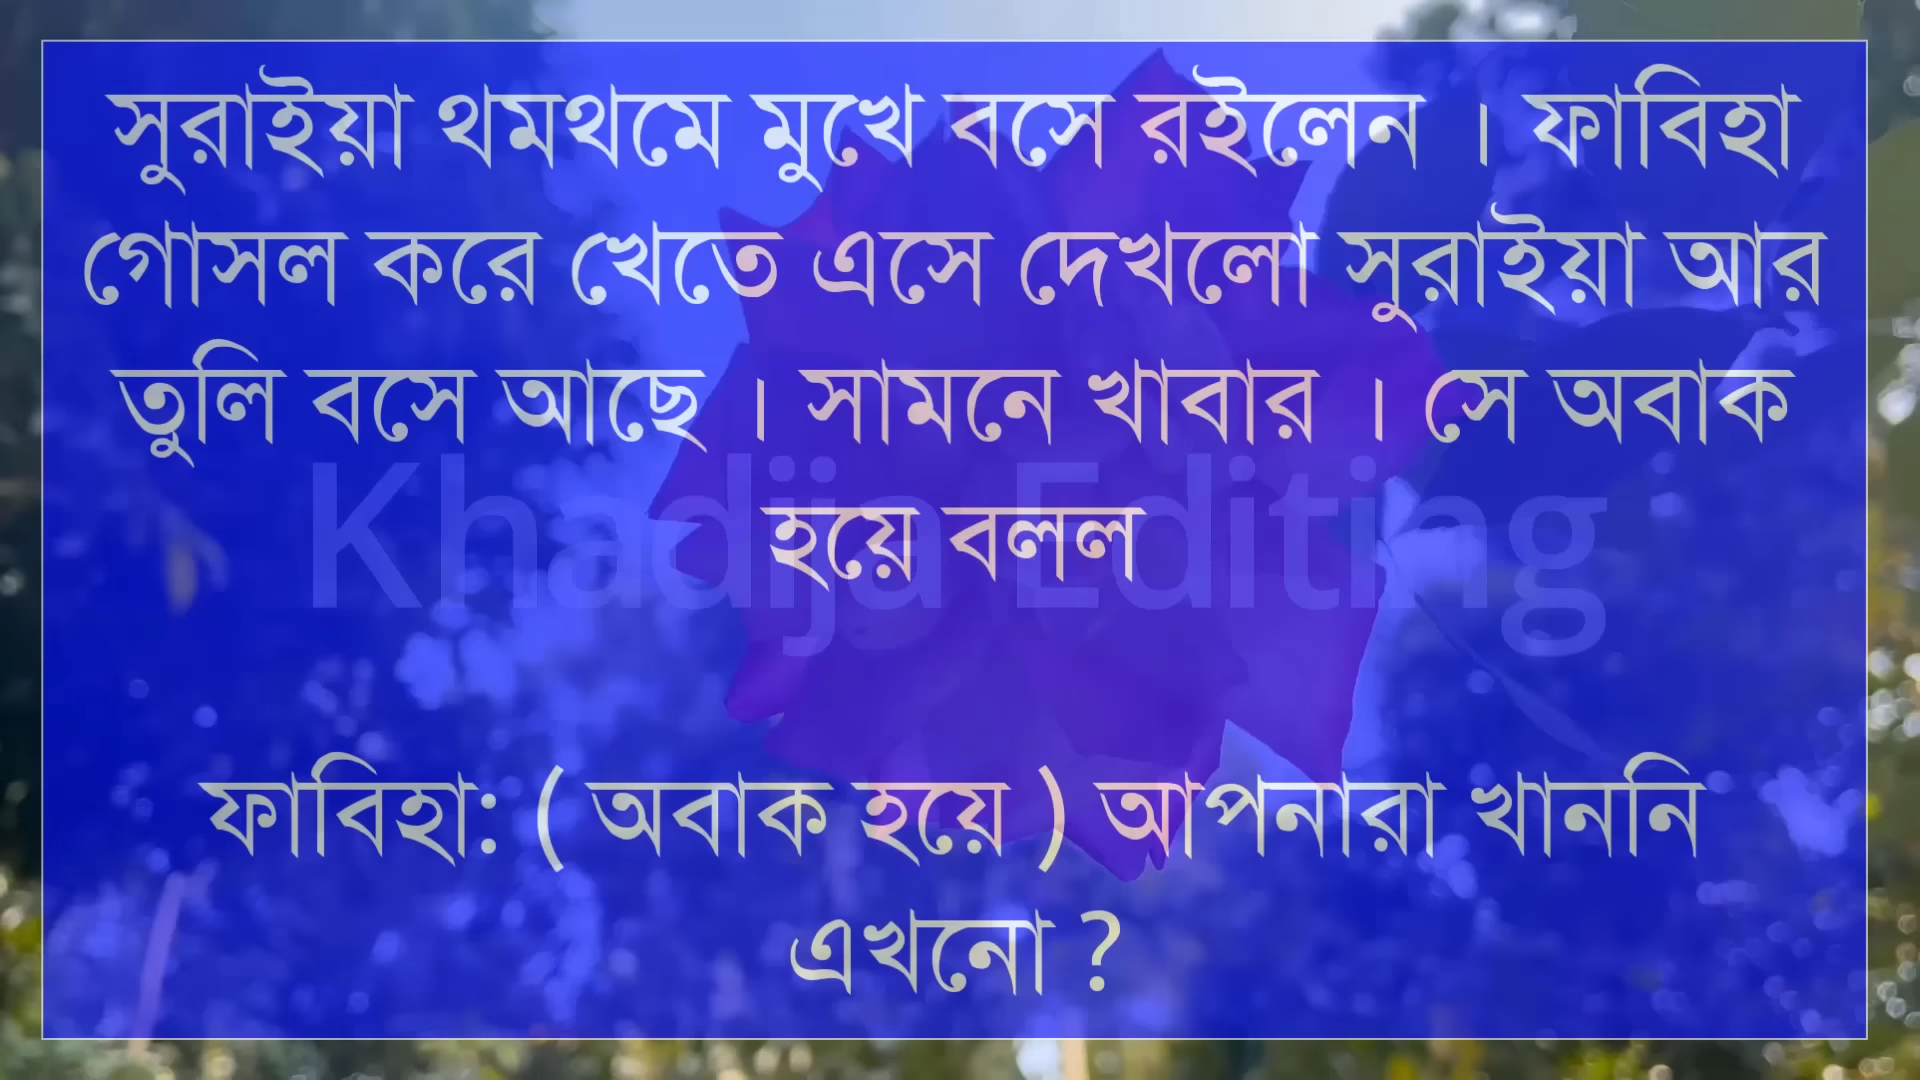 সুরাইয়া থমথমে মুখে বসে রইলেন । ফাবিহা
গোসল করে খেতে এসে দেখলো সুরাইয়া আর
তুলি বসে আছে । সামনে খাবার । সে অবাক
হয়ে বলল
Khadija Editing
ফাবিহা: ( অবাক হয়ে ) আপনারা খাননি
এখনো ?